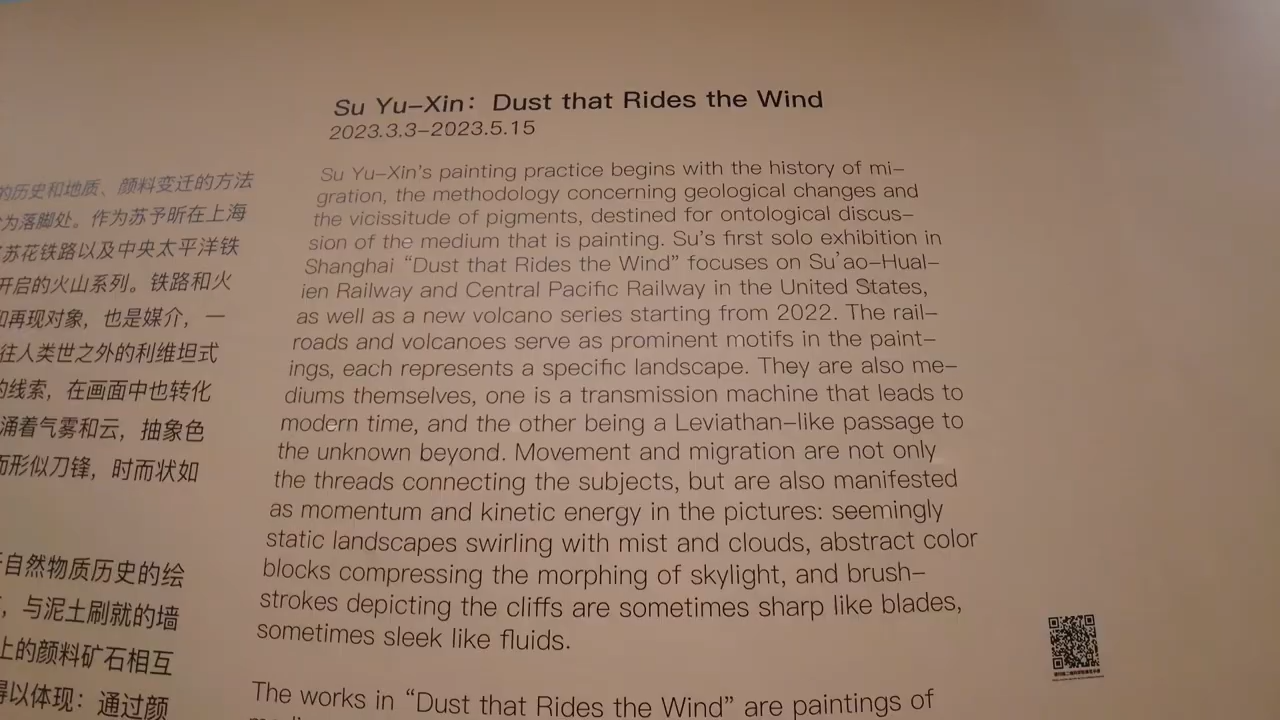 的历史和地质、颜料变迁的方法
为落脚处。作为苏予昕在上海
苏花铁路以及中央太平洋铁
开启的火山系列。铁路和火
和再现对象，也是媒介，一
往人类世之外的利维坦式
的线索，在画面中也转化
涌着气雾和云，抽象色
而形似刀锋，时而状如
自然物质历史的绘
，与泥土刷就的墙
上的颜料矿石相互
得以体现：通过颜
Su Yu-Xin: Dust that Rides the Wind
2023.3.3-2023.5.15
Su Yu-Xin's painting practice begins with the history of mi-
gration, the methodology concerning geological changes and
the vicissitude of pigments, destined for ontological discus-
sion of the medium that is painting. Su's first solo exhibition in
Shanghai “Dust that Rides the Wind” focuses on Su'ao-Hual-
ien Railway and Central Pacific Railway in the United States,
as well as a new volcano series starting from 2022. The rail-
roads and volcanoes serve as prominent motifs in the paint-
ings, each represents a specific landscape. They are also me-
diums themselves, one is a transmission machine that leads to
modern time, and the other being a Leviathan-like passage to
the unknown beyond. Movement and migration are not only
the threads connecting the subjects, but are also manifested
as momentum and kinetic energy in the pictures: seemingly
static landscapes swirling with mist and clouds, abstract color
blocks compressing the morphing of skylight, and brush-
strokes depicting the cliffs are sometimes sharp like blades,
sometimes sleek like fluids.
The works in “Dust that Rides the Wind” are paintings of